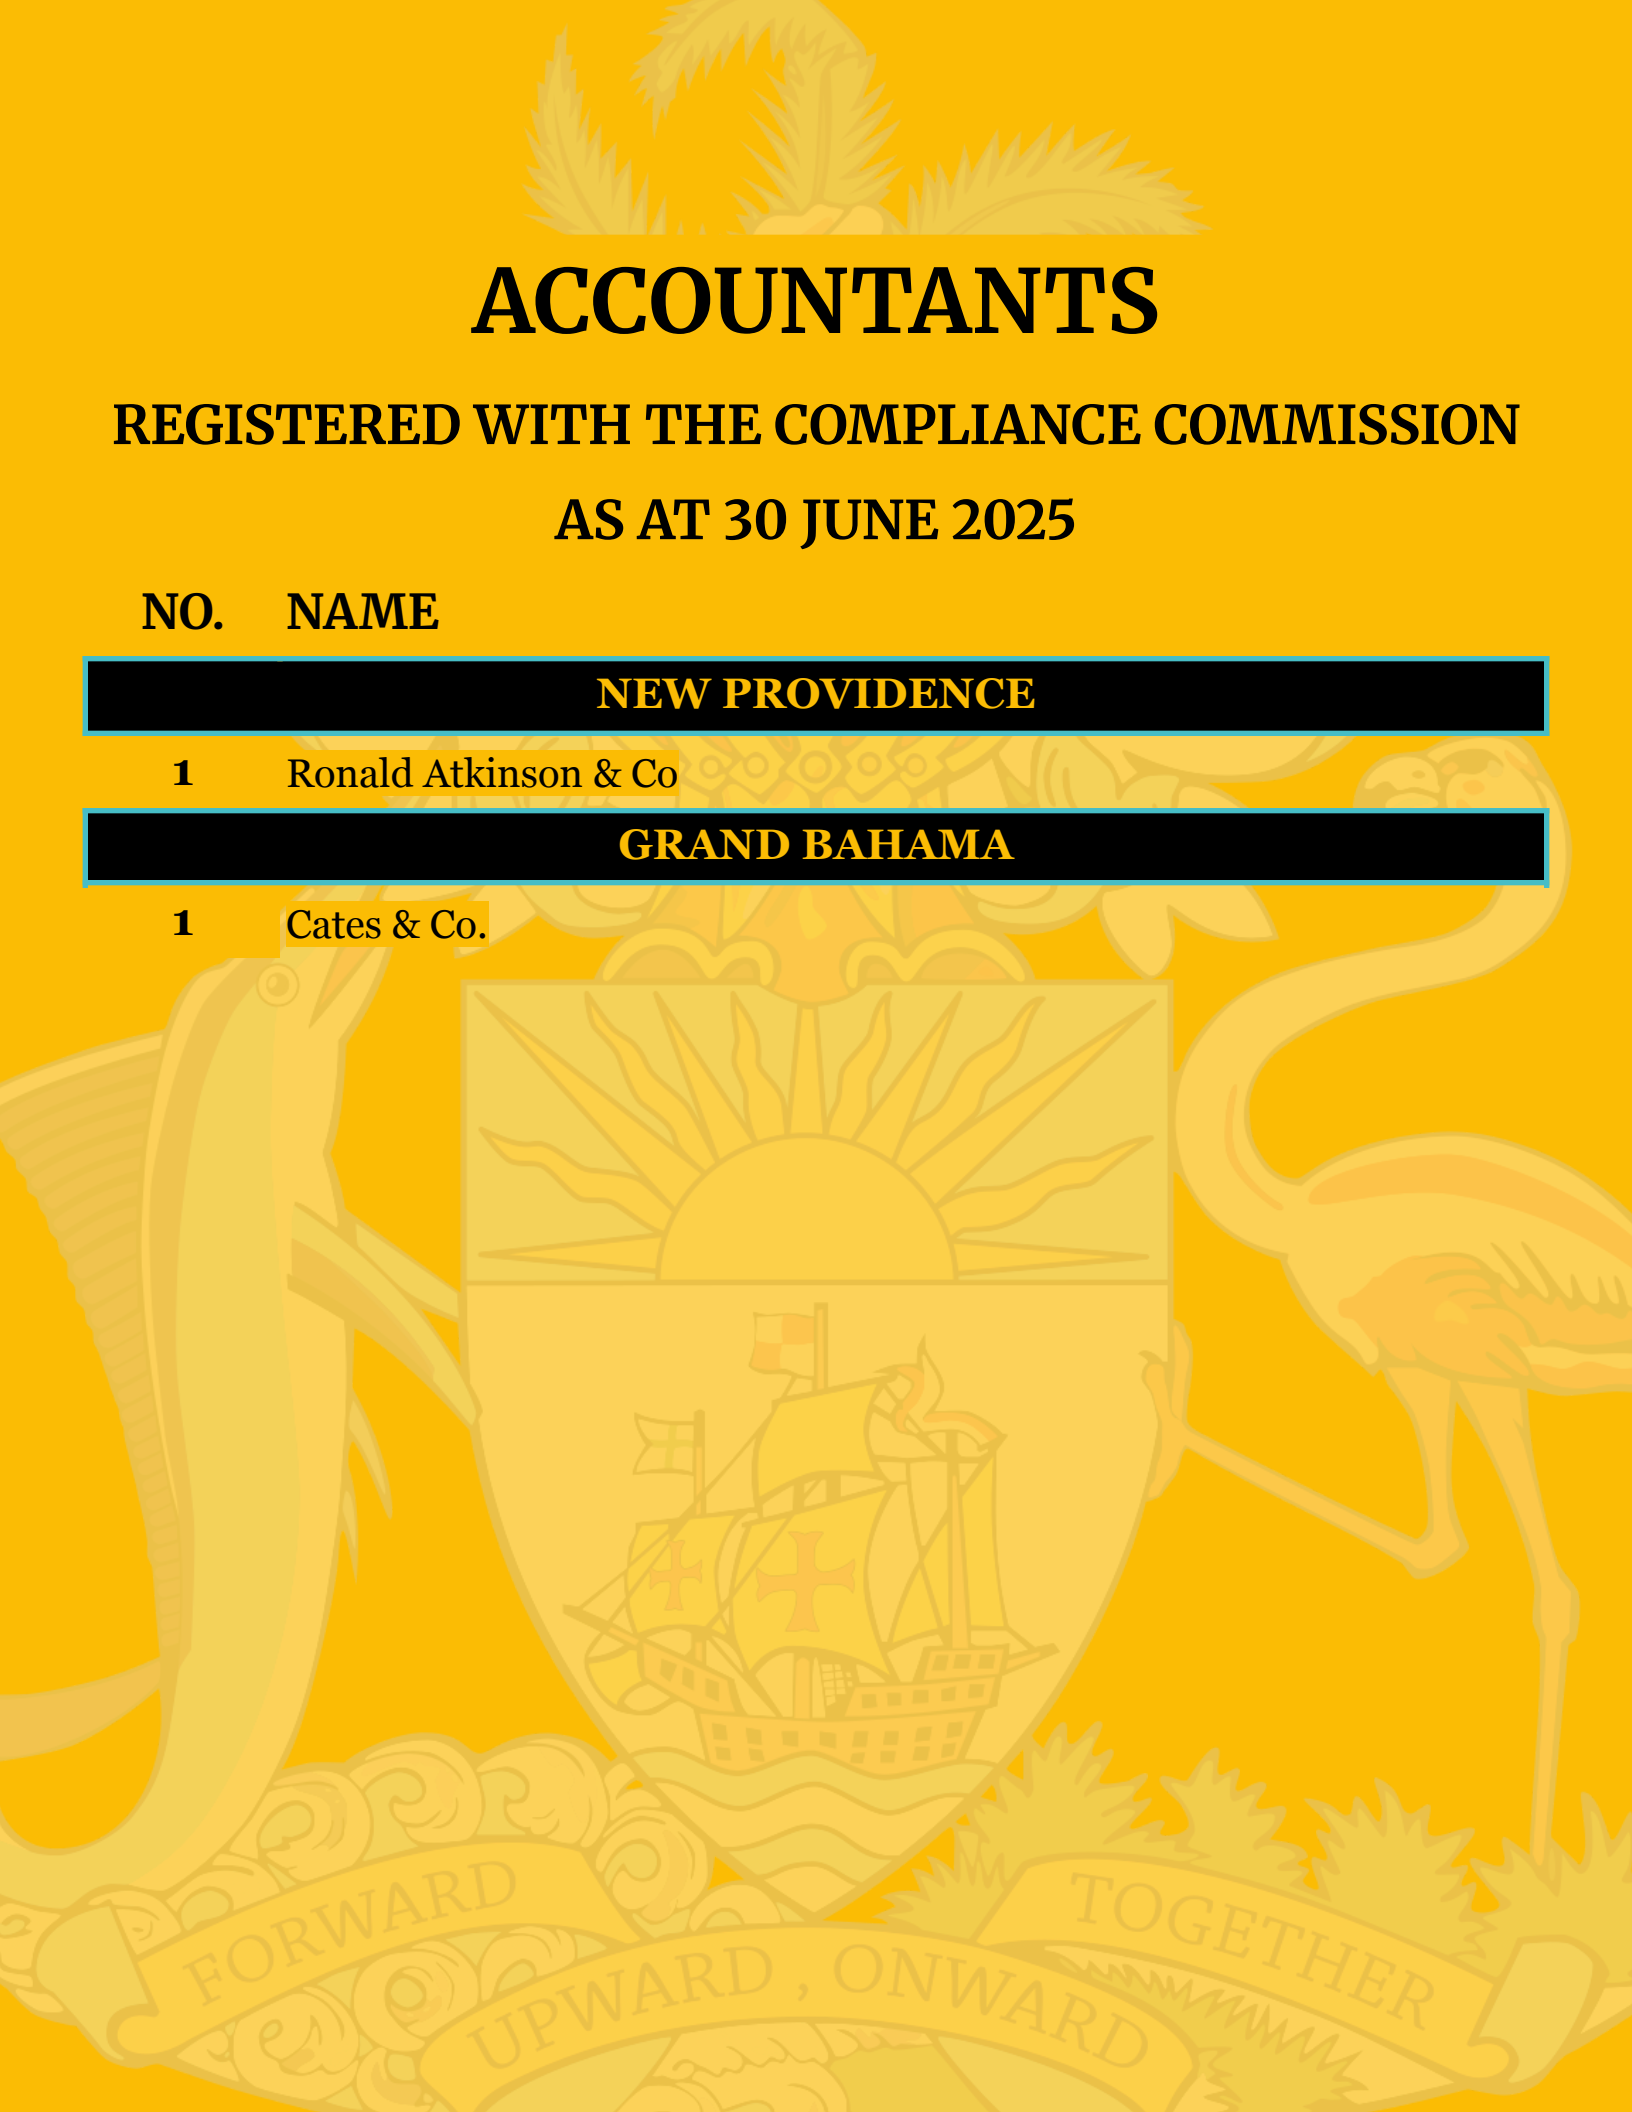 ACCOUNTANTS
REGISTERED WITH THE COMPLIANCE COMMISSION
AS AT 30 JUNE 2025
NO. NAME
NEW PROVIDENCE
1 Ronald Atkinson & Co
GRAND BAHAMA
1 Cates & Co.
FORWARD
UPWARD , ONWARD
TOGETHER